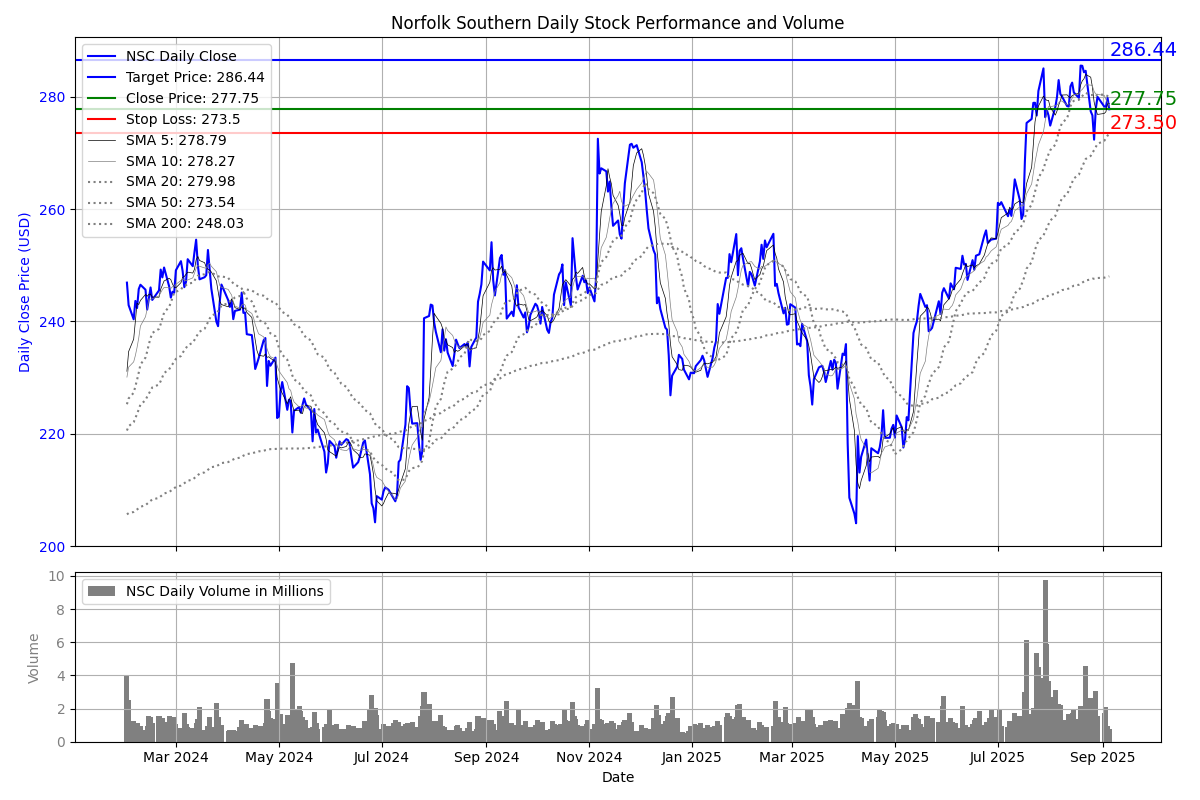 Norfolk Southern Daily Stock Performance and Volume
NSC Daily Close
Target Price: 286.44
Close Price: 277.75
Stop Loss: 273.5
SMA 5: 278.79
SMA 10: 278.27
SMA 20: 279.98
SMA 50: 273.54
SMA 200: 248.03
286.44
277.75
273.50
Daily Close Price (USD)
280
260
240
220
200
NSC Daily Volume in Millions
Volume
10
8
6
4
2
0
Mar 2024 May 2024 Jul 2024 Sep 2024 Nov 2024 Jan 2025 Mar 2025 May 2025 Jul 2025 Sep 2025
Date